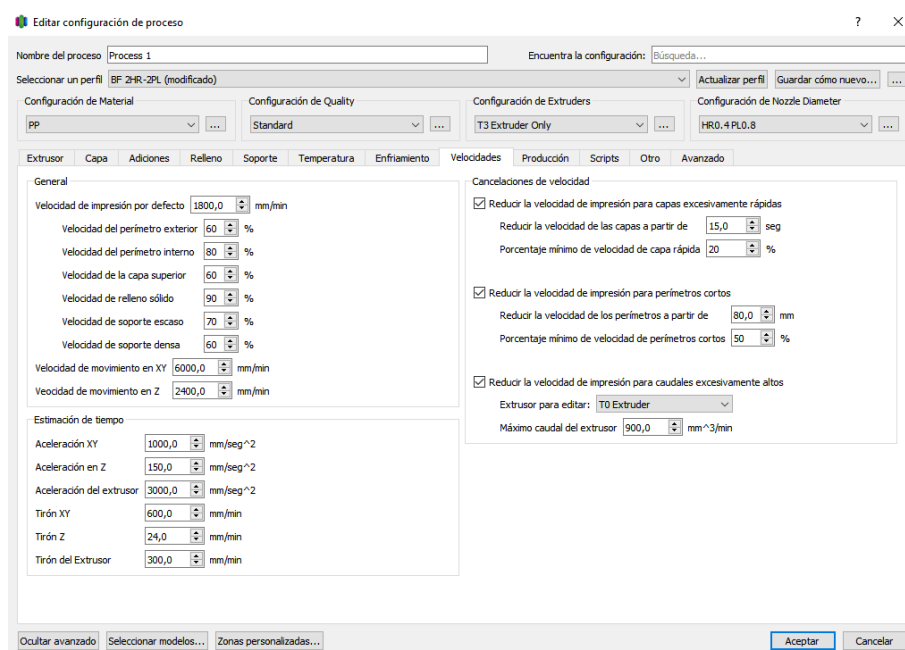 Editar configuración de proceso
Nombre del proceso Process 1 Encuentra la configuración: Búsqueda...
Seleccionar un perfil BF 2HR-2PL (modificado) Actualizar perfil Guardar cómo nuevo... ...
Configuración de Material Configuración de Quality Configuración de Extruders Configuración de Nozzle Diameter
PP ... Standard ... T3 Extruder Only ... HR0.4PL0.8 ...
Extrusor Capa Adiciones Relleno Soporte Temperatura Enfriamiento Velocidades Producción Scripts Otro Avanzado
General
Velocidad de impresión por defecto 1800,0 mm/min
Velocidad del perímetro exterior 60 %
Velocidad del perímetro interno 80 %
Velocidad de la capa superior 60 %
Velocidad de relleno sólido 90 %
Velocidad de soporte escaso 70 %
Velocidad de soporte densa 60 %
Velocidad de movimiento en XY 6000,0 mm/min
Veocidad de movimiento en Z 2400,0 mm/min
Estimación de tiempo
Aceleración XY 1000,0 mm/seg^2
Aceleración en Z 150,0 mm/seg^2
Aceleración del extrusor 3000,0 mm/seg^2
Tirón XY 600,0 mm/min
Tirón Z 24,0 mm/min
Tirón del Extrusor 300,0 mm/min
Cancelaciones de velocidad
Reducir la velocidad de impresión para capas excesivamente rápidas
Reducir la velocidad de las capas a partir de 15,0 seg
Porcentaje mínimo de velocidad de capa rápida 20 %
Reducir la velocidad de impresión para perímetros cortos
Reducir la velocidad de los perímetros a partir de 80,0 mm
Porcentaje mínimo de velocidad de perímetros cortos 50 %
Reducir la velocidad de impresión para caudales excesivamente altos
Extrusor para editar: T0 Extruder
Máximo caudal del extrusor 900,0 mm^3/min
Ocultar avanzado Seleccionar modelos... Zonas personalizadas... Aceptar Cancelar